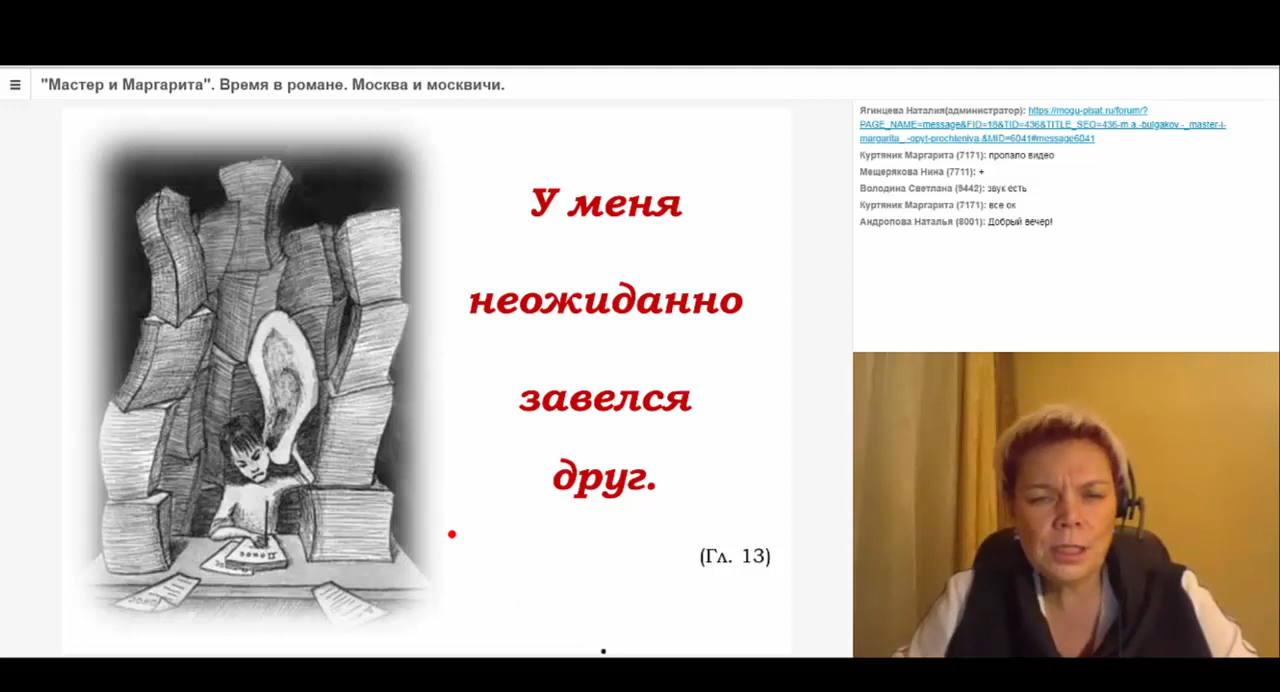 "Мастер и Маргарита". Время в романе. Москва и москвичи.
У меня
неожиданно
завелся
друг.
(Гл. 13)
Ягинцева Наталия(администратор): https://mogu-pisat.ru/forum/?
PAGE_NAME=message&FID=18&TID=436&TITLE_SEO=436-m.a.-bulgakov.-_master-i-
margarita_.-opyt-prochteniya.&MID=6041#message6041
Куртяник Маргарита (7171): пропало видео
Мещерякова Нина (7711): +
Володина Светлана (9442): звук есть
Куртяник Маргарита (7171): все ок
Андропова Наталья (8001): Добрый вечер!